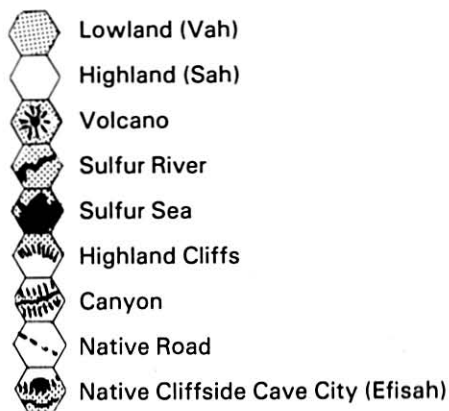 Lowland (Vah)
Highland (Sah)
Volcano
Sulfur River
Sulfur Sea
Highland Cliffs
Canyon
Native Road
Native Cliffside Cave City (Efisah)